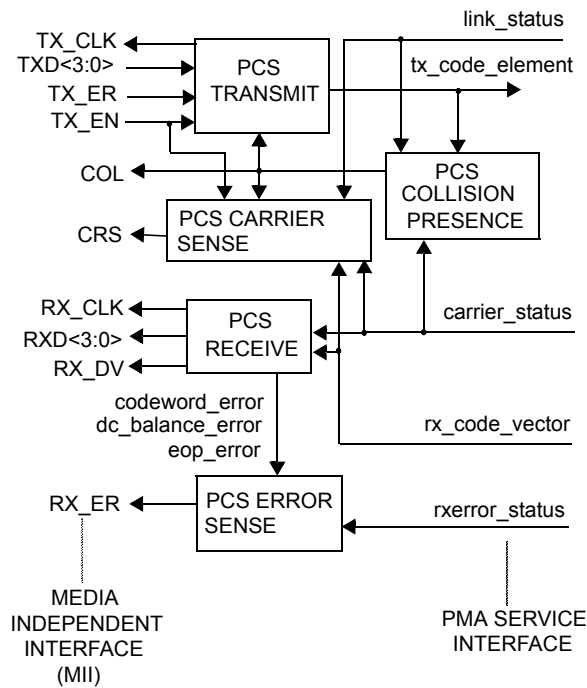 link_status
TX_CLK
TXD<3:0>
TX_ER
TX_EN
PCS
TRANSMIT
tx_code_element
COL
PCS
COLLISION
PRESENCE
CRS
PCS CARRIER
SENSE
RX_CLK
RXD<3:0>
RX_DV
PCS
RECEIVE
carrier_status
codeword_error
dc_balance_error
eop_error
rx_code_vector
RX_ER
PCS ERROR
SENSE
rxerror_status
MEDIA
INDEPENDENT
INTERFACE
(MII)
PMA SERVICE
INTERFACE